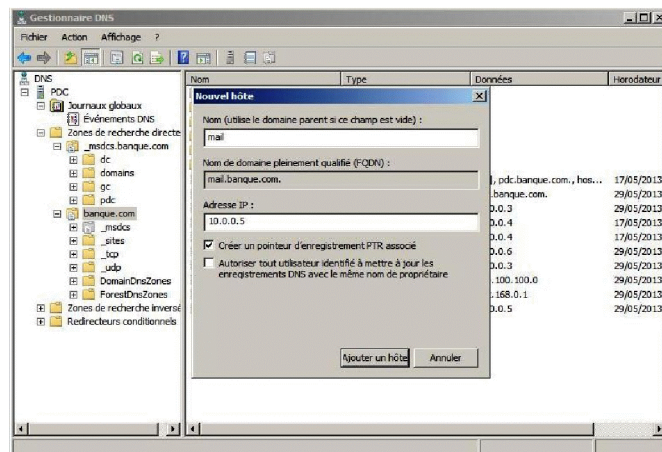 Gestionnaire DNS
Fichier Action Affichage ?
DNS
PDC
Journaux globaux
Événements DNS
Zones de recherche directe
_msdcs.banque.com
dc
domains
gc
pdc
banque.com
_msdcs
_sites
_tcp
_udp
DomainDnsZones
ForestDnsZones
Zones de recherche inversé
Redirecteurs conditionnels
Nom Type Données Horodateur
Nouvel hôte
Nom (utilise le domaine parent si ce champ est vide) :
mail
Nom de domaine pleinement qualifié (FQDN) :
mail.banque.com.
Adresse IP :
10.0.0.5
Créer un pointeur d'enregistrement PTR associé
Autoriser tout utilisateur identifié à mettre à jour les
enregistrements DNS avec le même nom de propriétaire
Ajouter un hôte Annuler
], pdc.banque.com., hos... 17/05/2013
.banque.com. 29/05/2013
0.0.3 29/05/2013
0.0.4 17/05/2013
0.0.4 17/05/2013
0.0.6 29/05/2013
0.0.3 29/05/2013
.100.100.0 29/05/2013
.168.0.1 29/05/2013
0.0.5 29/05/2013